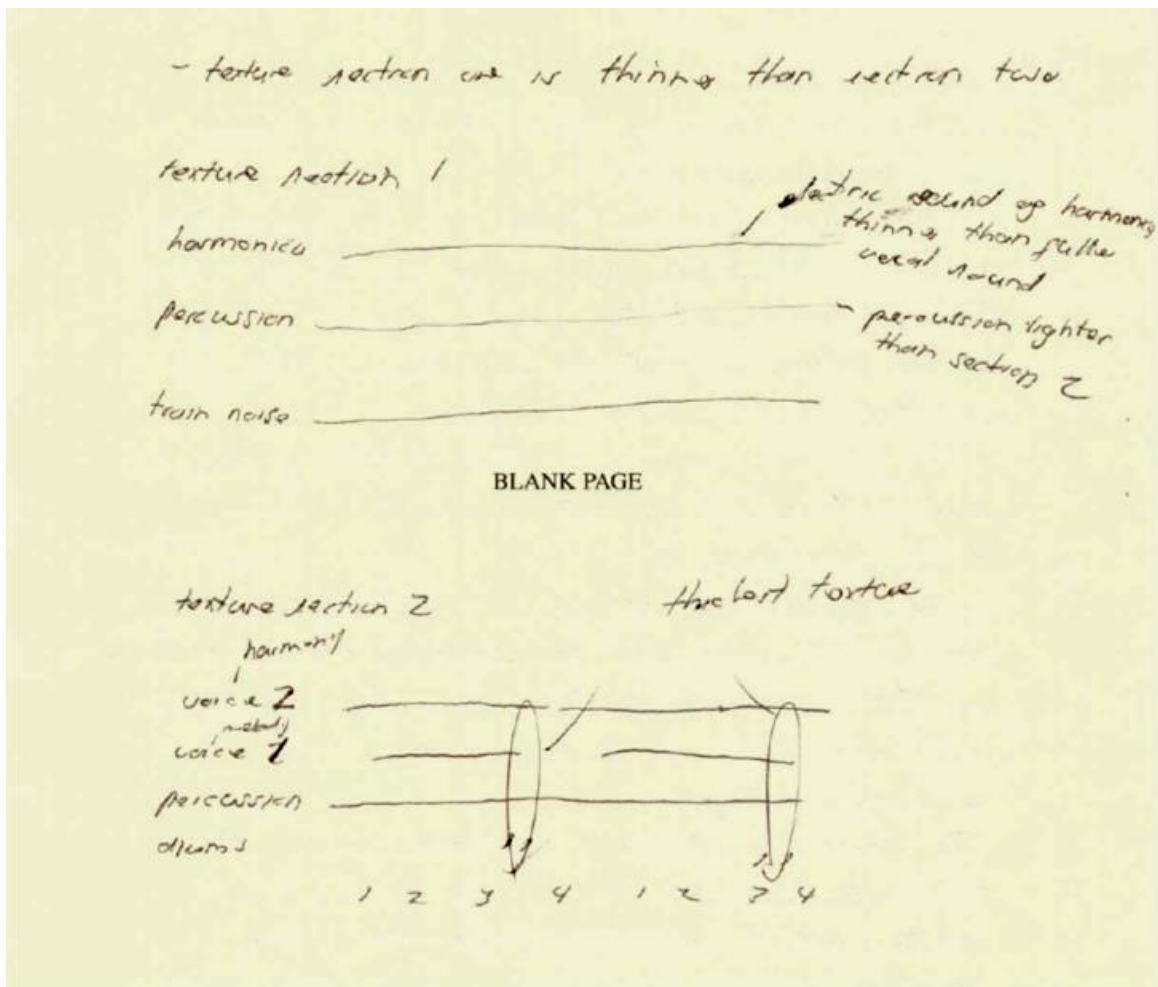 - texture section one is thinner than section two
texture section 1
harmonica
electric sound of harmonica
thinner than fuller
vocal sound
percussion
- percussion lighter
than section 2
train noise
BLANK PAGE
texture section 2
thickest texture
harmony
voice 2
melody
voice 1
percussion
drums
1 2 3 4 1 2 3 4